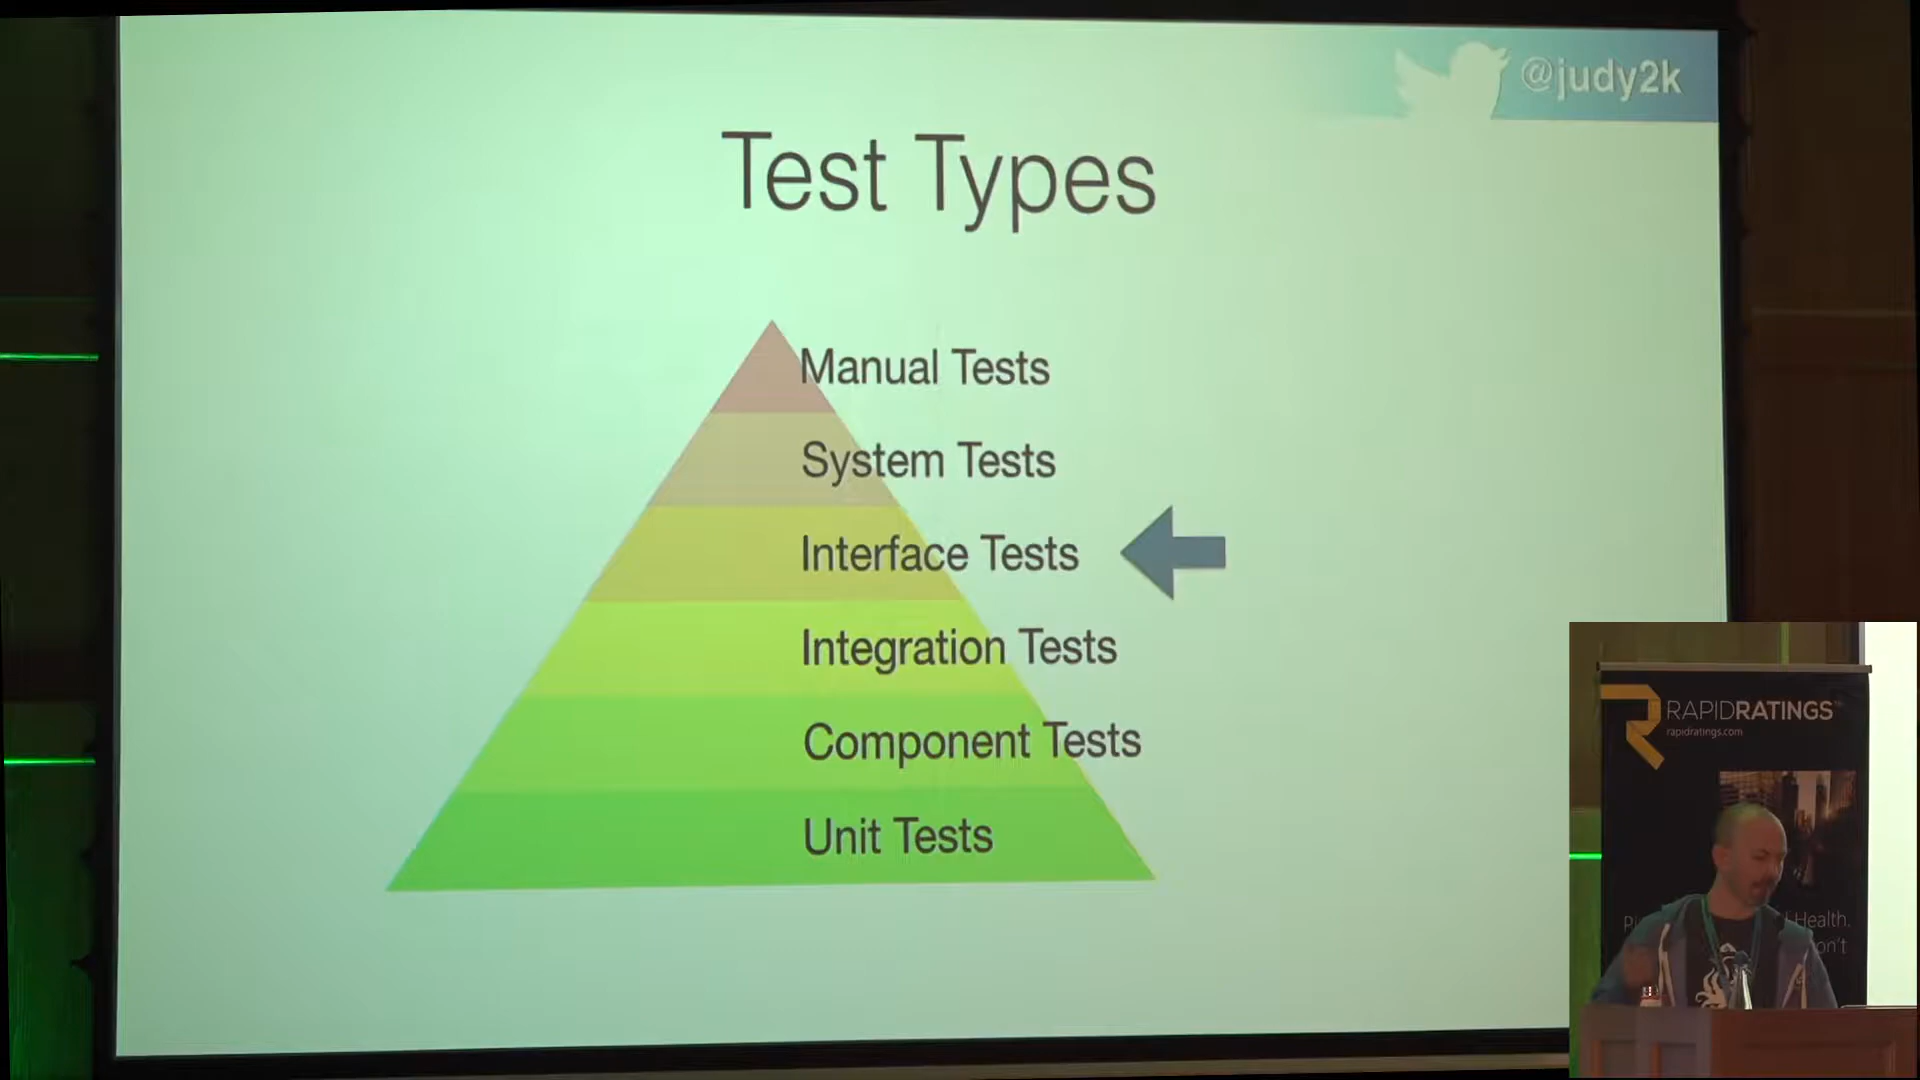 @judy2k
Test Types
Manual Tests
System Tests
Interface Tests
Integration Tests
Component Tests
Unit Tests
RAPIDRATINGS
rapidratings.com
Health.
on't